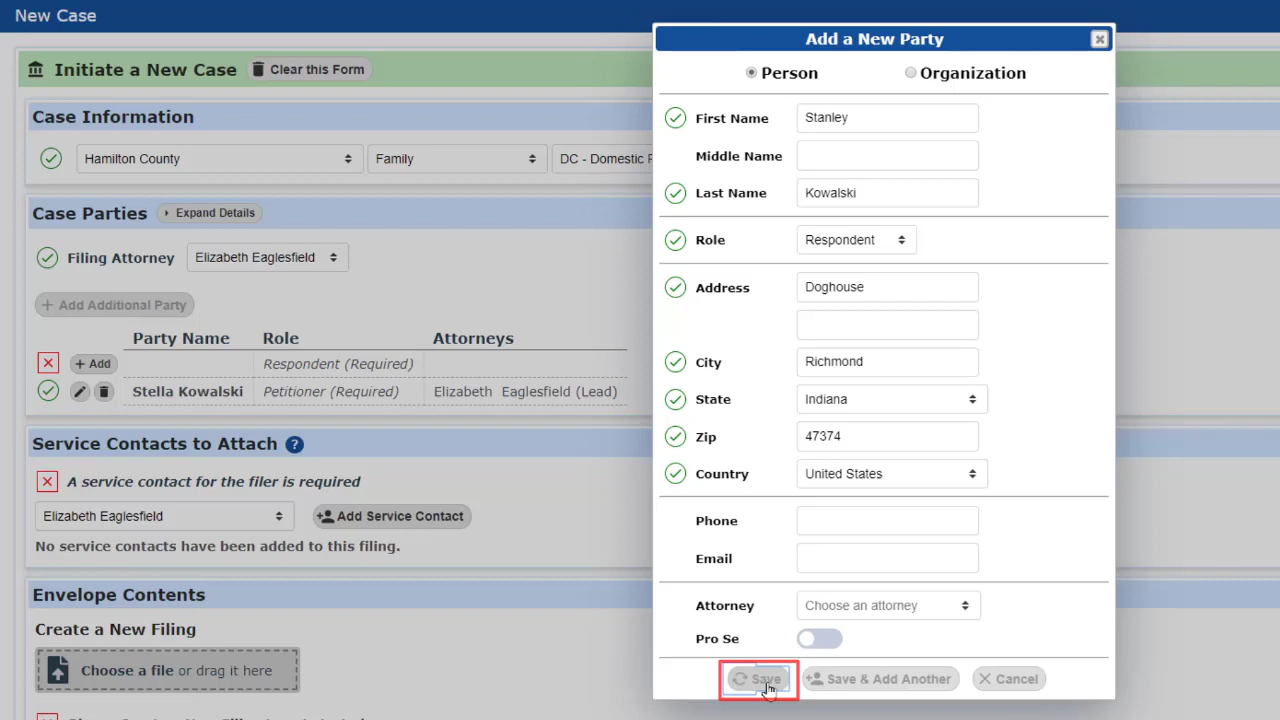 New Case
Initiate a New Case Clear this Form
Case Information
Hamilton County Family DC - Domestic
Case Parties Expand Details
Filing Attorney Elizabeth Eaglesfield
+ Add Additional Party
Party Name Role Attorneys
+ Add Respondent (Required)
Stella Kowalski Petitioner (Required) Elizabeth Eaglesfield (Lead)
Service Contacts to Attach ?
A service contact for the filer is required
Elizabeth Eaglesfield Add Service Contact
No service contacts have been added to this filing.
Envelope Contents
Create a New Filing
Choose a file or drag it here
Add a New Party
Person Organization
First Name Stanley
Middle Name
Last Name Kowalski
Role Respondent
Address Doghouse
City Richmond
State Indiana
Zip 47374
Country United States
Phone
Email
Attorney Choose an attorney
Pro Se
Save Save & Add Another Cancel